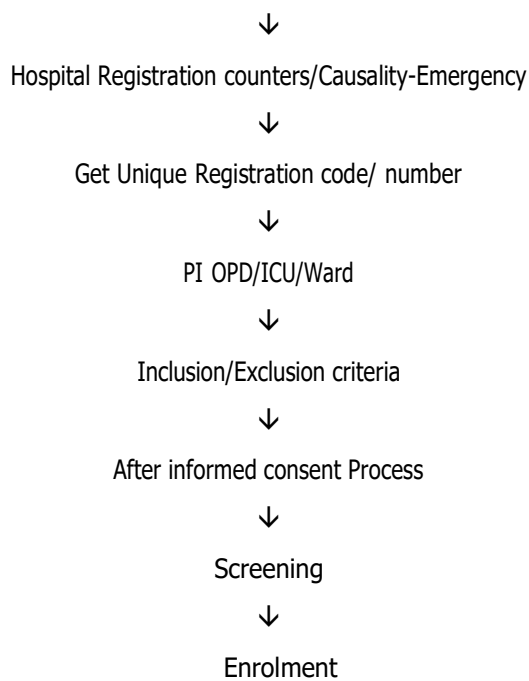 ↓
Hospital Registration counters/Causality-Emergency
↓
Get Unique Registration code/ number
↓
PI OPD/ICU/Ward
↓
Inclusion/Exclusion criteria
↓
After informed consent Process
↓
Screening
↓
Enrolment